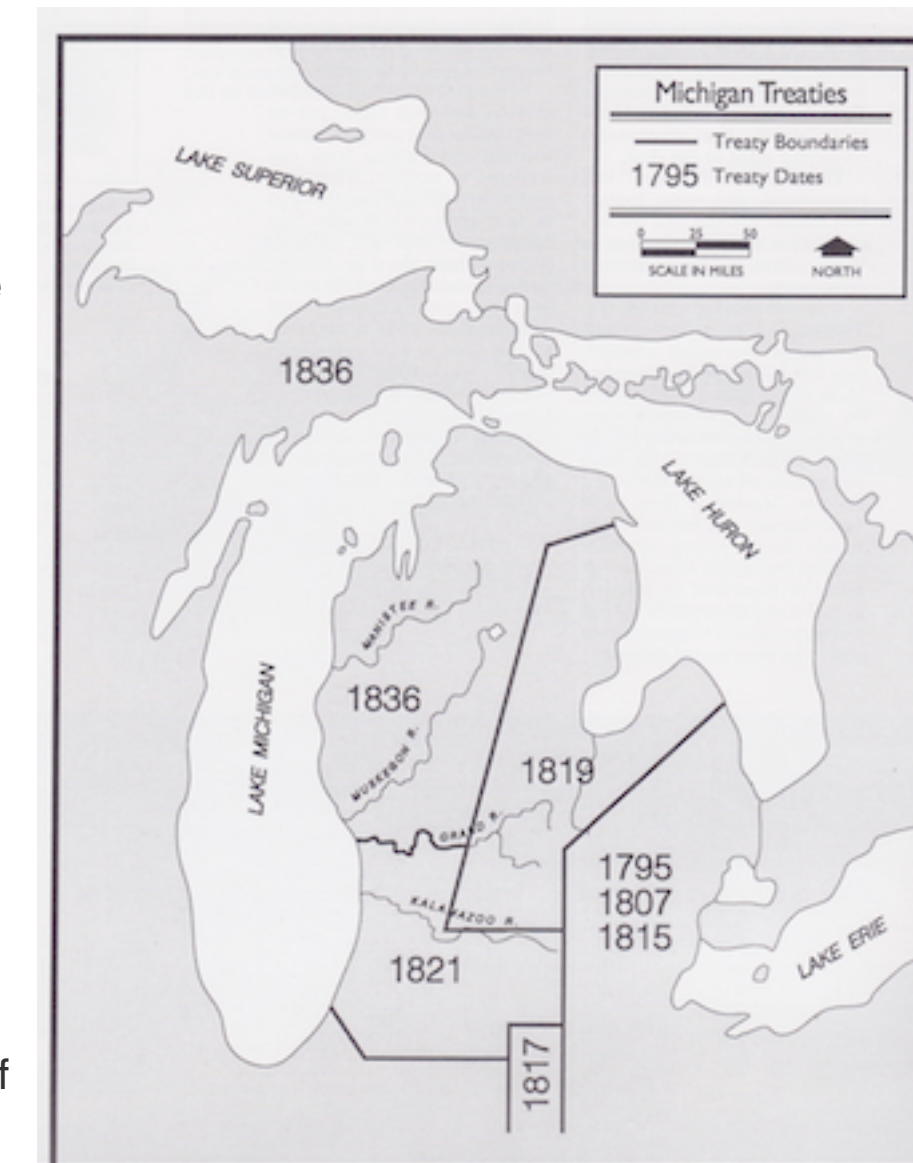 Michigan Treaties
Treaty Boundaries
1795 Treaty Dates
0 25 50
SCALE IN MILES
NORTH
LAKE SUPERIOR
1836
LAKE HURON
MANISTEE R.
1836
LAKE MICHIGAN
MUSKEGON R.
1819
GRAND R.
1795
1807
1815
KALAMAZOO R.
LAKE ERIE
1821
1817
f